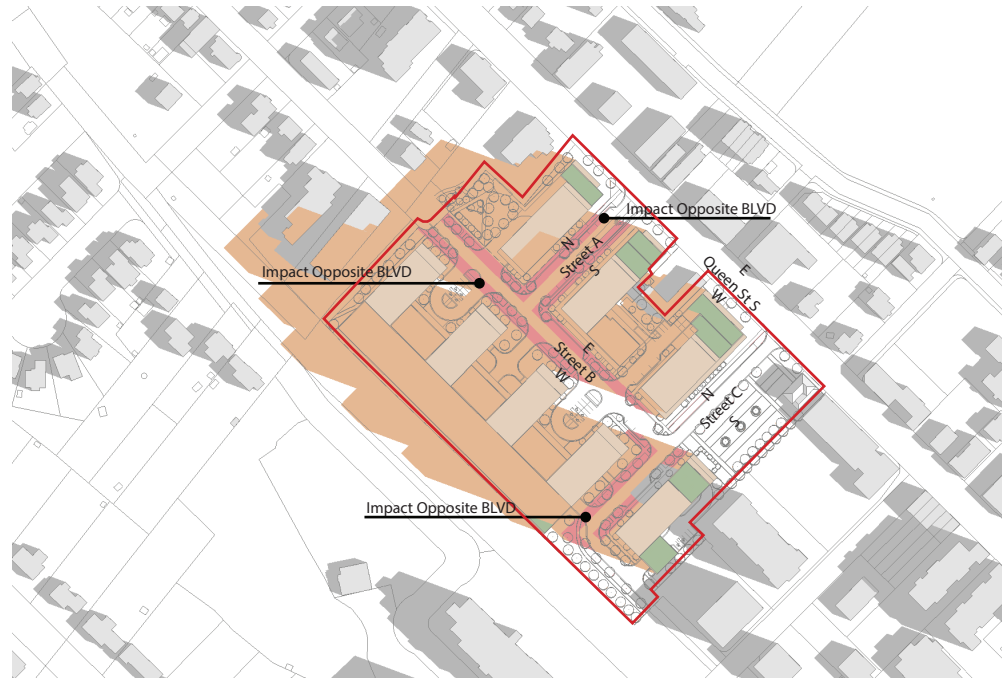 Impact Opposite BLVD
N
Street A
S
E
Queen St S
W
Impact Opposite BLVD
E
Street B
W
N
Street C
S
Impact Opposite BLVD